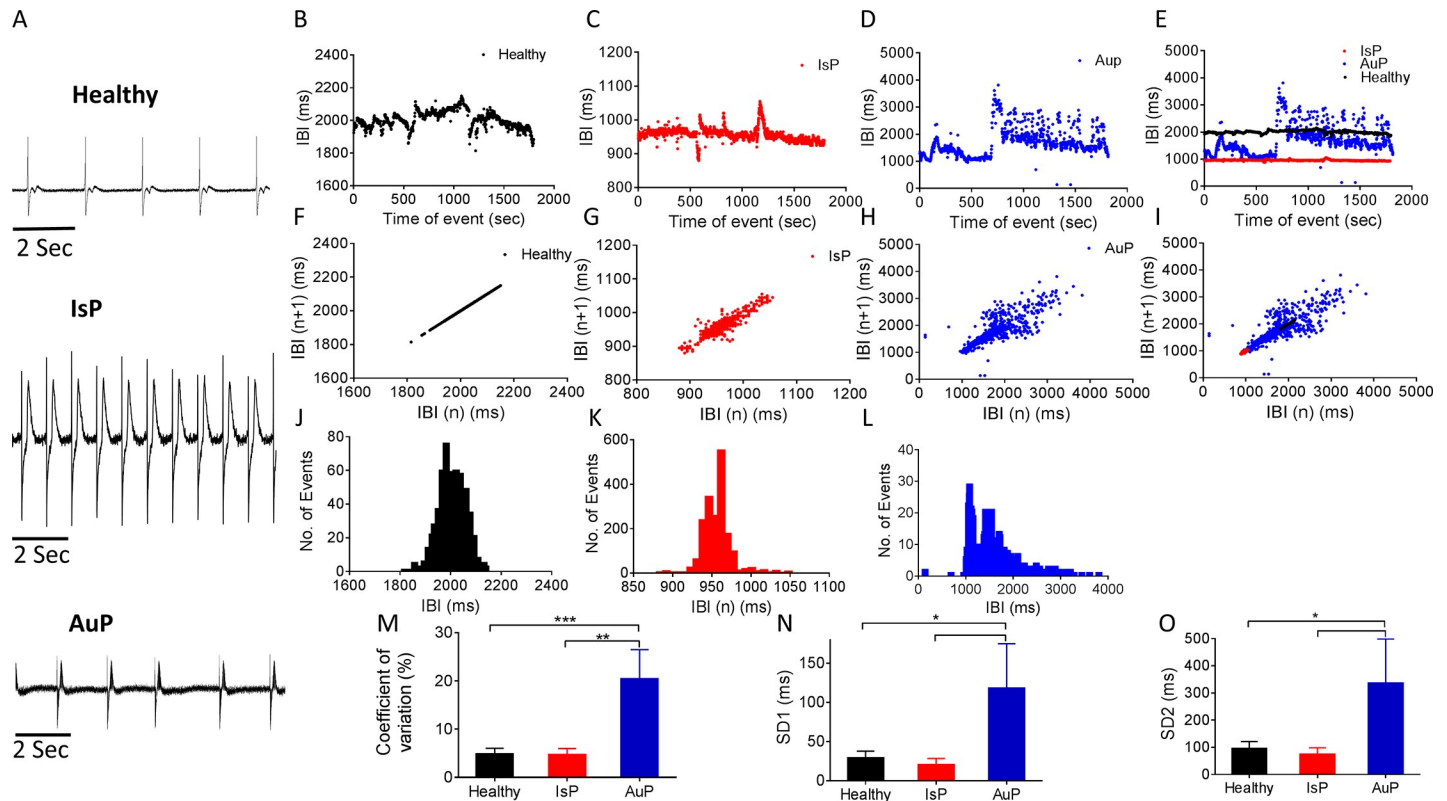 A
Healthy
2 Sec
IsP
2 Sec
AuP
2 Sec
B
Healthy
IBI (ms)
2400
2200
2000
1800
1600
0
500
1000
1500
2000
Time of event (sec)
C
IsP
IBI (ms)
1200
1100
1000
900
800
0
500
1000
1500
2000
Time of event (sec)
D
Aup
IBI (ms)
5000
4000
3000
2000
1000
0
0
500
1000
1500
2000
Time of event (sec)
E
IsP
AuP
Healthy
IBI (ms)
5000
4000
3000
2000
1000
0
0
500
1000
1500
2000
Time of event (sec)
F
Healthy
IBI (n+1) (ms)
2400
2200
2000
1800
1600
1600
1800
2000
2200
2400
IBI (n) (ms)
G
IsP
IBI (n+1) (ms)
1200
1100
1000
900
800
800
900
1000
1100
1200
IBI (n) (ms)
H
AuP
IBI (n+1) (ms)
5000
4000
3000
2000
1000
0
0
1000
2000
3000
4000
5000
IBI (n) (ms)
I
IBI (n+1) (ms)
5000
4000
3000
2000
1000
0
0
1000
2000
3000
4000
5000
IBI (n) (ms)
J
No. of Events
80
60
40
20
0
1600
1800
2000
2200
2400
IBI (ms)
K
No. of Events
600
400
200
0
850
900
950
1000
1050
1100
IBI (n) (ms)
L
No. of Events
40
30
20
10
0
0
1000
2000
3000
4000
IBI (ms)
M
Coefficient of
variation (%)
30
20
10
0
***
**
Healthy
IsP
AuP
N
SD1 (ms)
150
100
50
0
*
Healthy
IsP
AuP
O
SD2 (ms)
500
400
300
200
100
0
*
Healthy
IsP
AuP